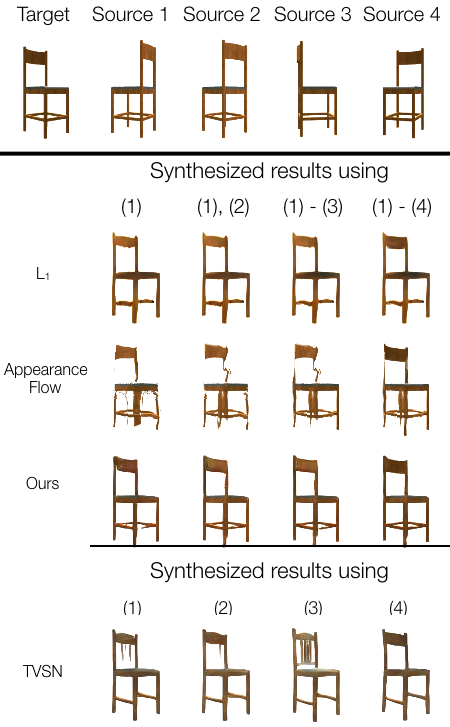 Target Source 1 Source 2 Source 3 Source 4
Synthesized results using
(1) (1), (2) (1) - (3) (1) - (4)
L₁
Appearance
Flow
Ours
Synthesized results using
(1) (2) (3) (4)
TVSN